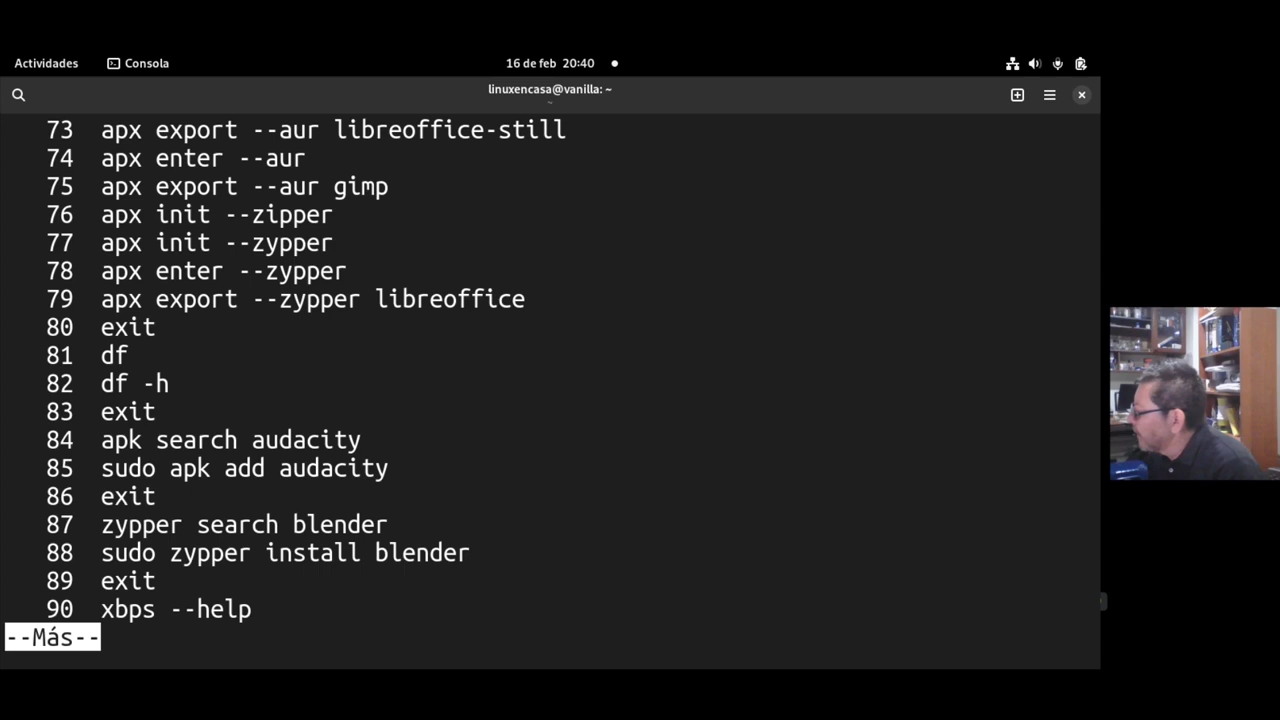 Actividades Consola 16 de feb 20:40
linuxencasa@vanilla: ~
~
73 apx export --aur libreoffice-still
74 apx enter --aur
75 apx export --aur gimp
76 apx init --zipper
77 apx init --zypper
78 apx enter --zypper
79 apx export --zypper libreoffice
80 exit
81 df
82 df -h
83 exit
84 apk search audacity
85 sudo apk add audacity
86 exit
87 zypper search blender
88 sudo zypper install blender
89 exit
90 xbps --help
--Más--